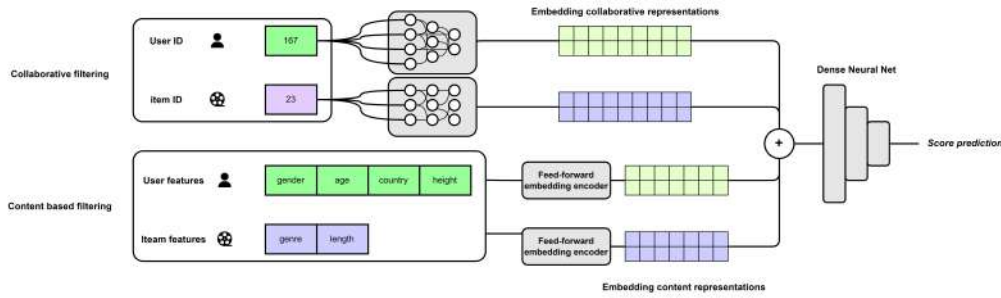 Embedding collaborative representations
User ID
167
Collaborative filtering
item ID
23
Dense Neural Net
+
Score prediction
User features
gender
age
country
height
Feed-forward
embedding encoder
Content based filtering
Iteam features
genre
length
Feed-forward
embedding encoder
Embedding content representations